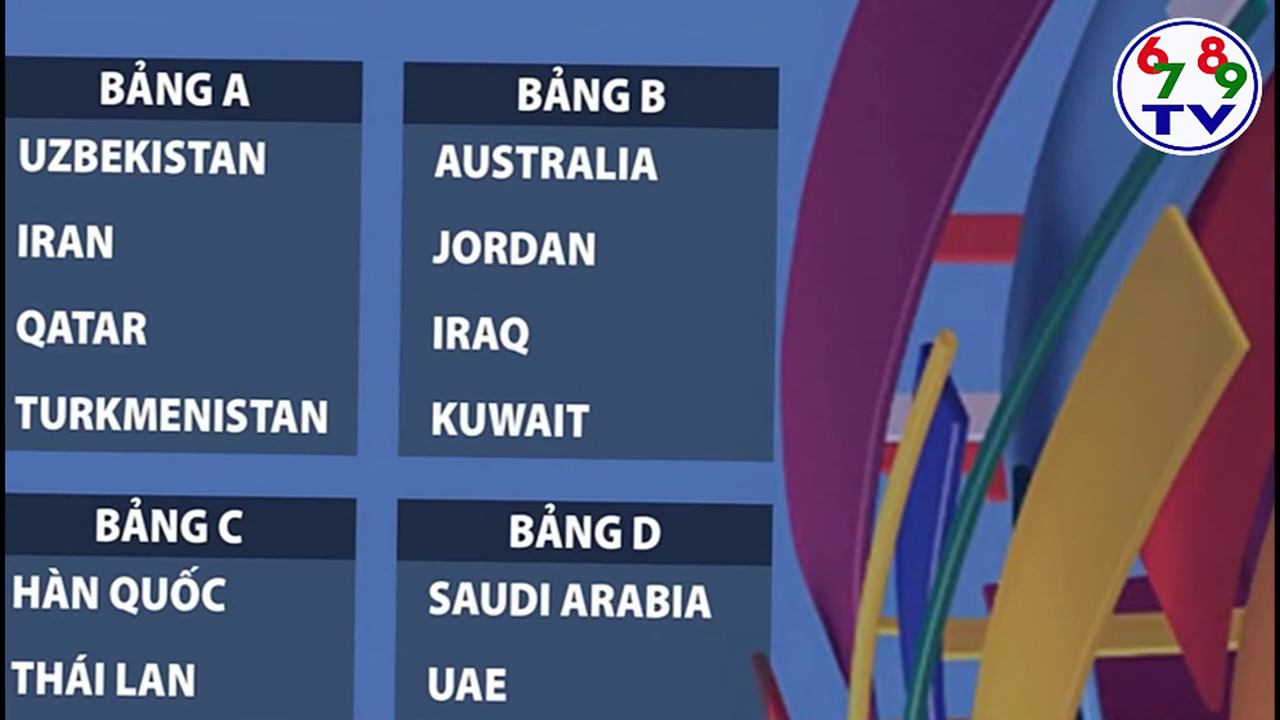 BẢNG A
UZBEKISTAN
IRAN
QATAR
TURKMENISTAN
BẢNG B
AUSTRALIA
JORDAN
IRAQ
KUWAIT
BẢNG C
HÀN QUỐC
THÁI LAN
BẢNG D
SAUDI ARABIA
UAE
6789
TV